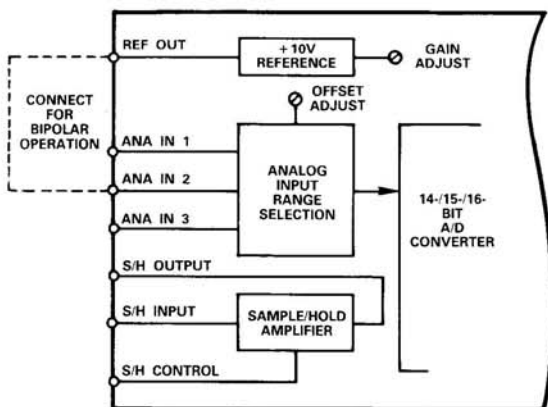 REF OUT
+10V
REFERENCE
GAIN
ADJUST
CONNECT
FOR
BIPOLAR
OPERATION
OFFSET
ADJUST
ANA IN 1
ANA IN 2
ANA IN 3
ANALOG
INPUT
RANGE
SELECTION
14-/15-/16-
BIT
A/D
CONVERTER
S/H OUTPUT
S/H INPUT
SAMPLE/HOLD
AMPLIFIER
S/H CONTROL